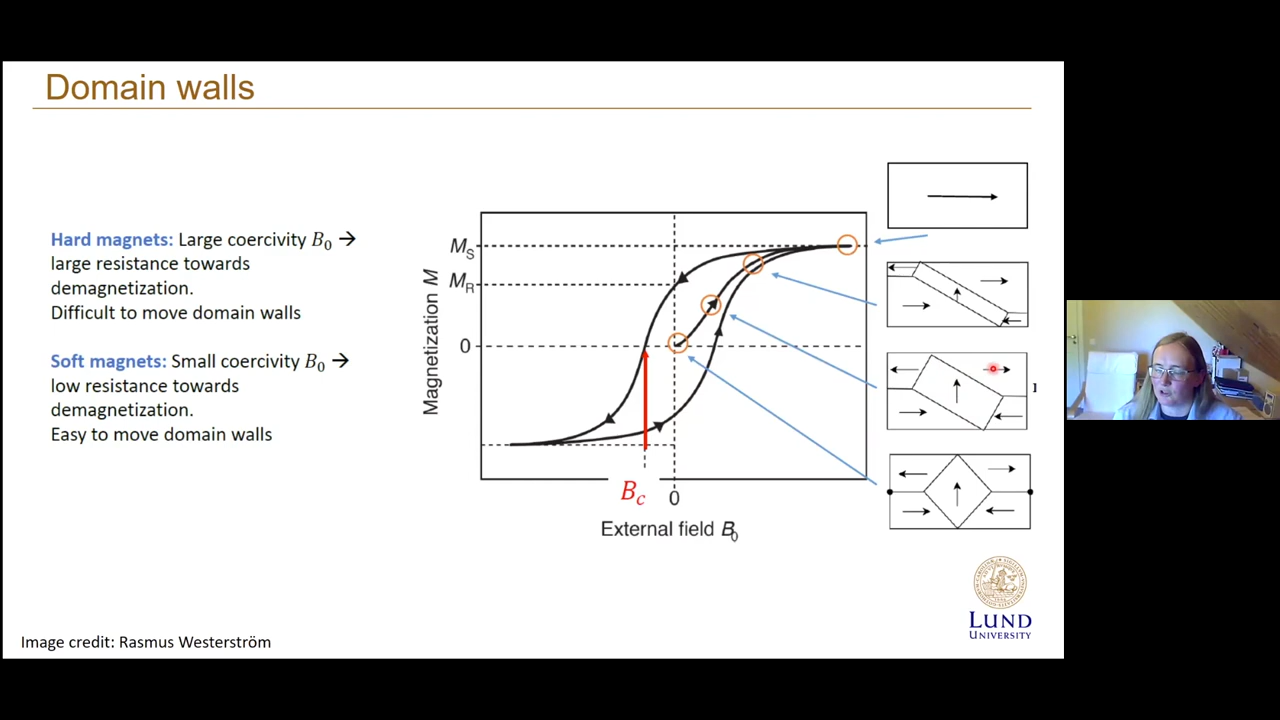 Domain walls
Hard magnets: Large coercivity B₀ →
large resistance towards
demagnetization.
Difficult to move domain walls
Soft magnets: Small coercivity B₀ →
low resistance towards
demagnetization.
Easy to move domain walls
Magnetization M
M_S
M_R
0
B_c
0
External field B₀
LUND
UNIVERSITY
Image credit: Rasmus Westerström